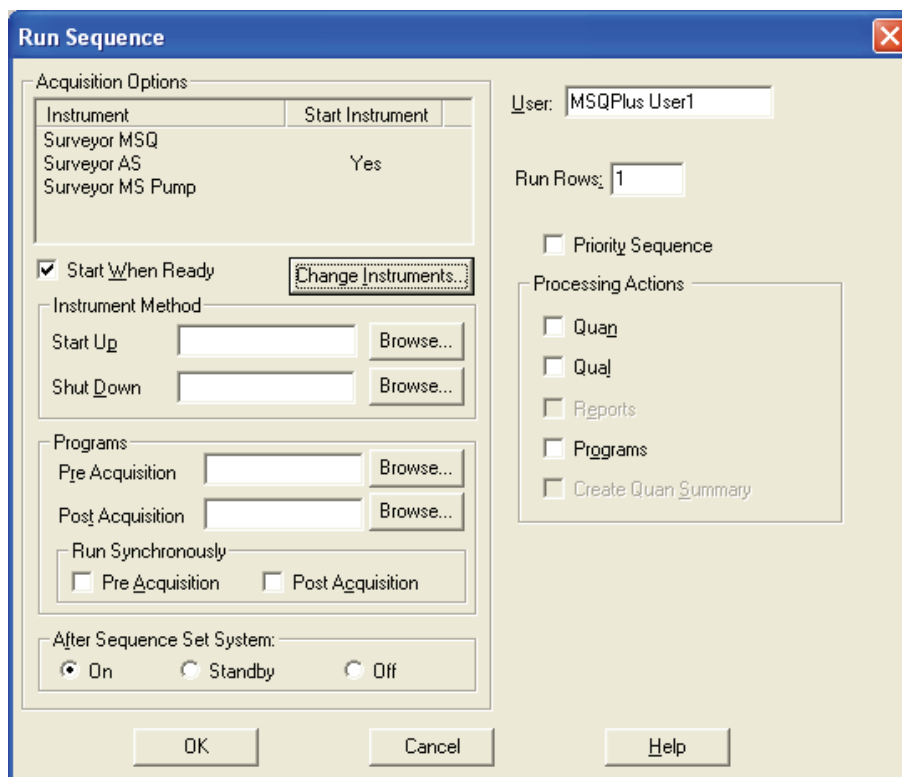 Run Sequence
Acquisition Options
Instrument Start Instrument
Surveyor MSQ
Surveyor AS Yes
Surveyor MS Pump
Start When Ready Change Instruments...
Instrument Method
Start Up Browse...
Shut Down Browse...
Programs
Pre Acquisition Browse...
Post Acquisition Browse...
Run Synchronously
Pre Acquisition Post Acquisition
After Sequence Set System:
On Standby Off
User: MSQPlus User1
Run Rows: 1
Priority Sequence
Processing Actions
Quan
Qual
Reports
Programs
Create Quan Summary
OK Cancel Help